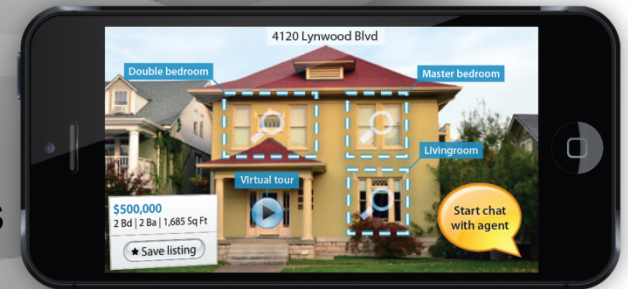 4120 Lynwood Blvd
Double bedroom
Master bedroom
Livingroom
Virtual tour
$500,000
2 Bd | 2 Ba | 1,685 Sq Ft
★ Save listing
Start chat
with agent
s